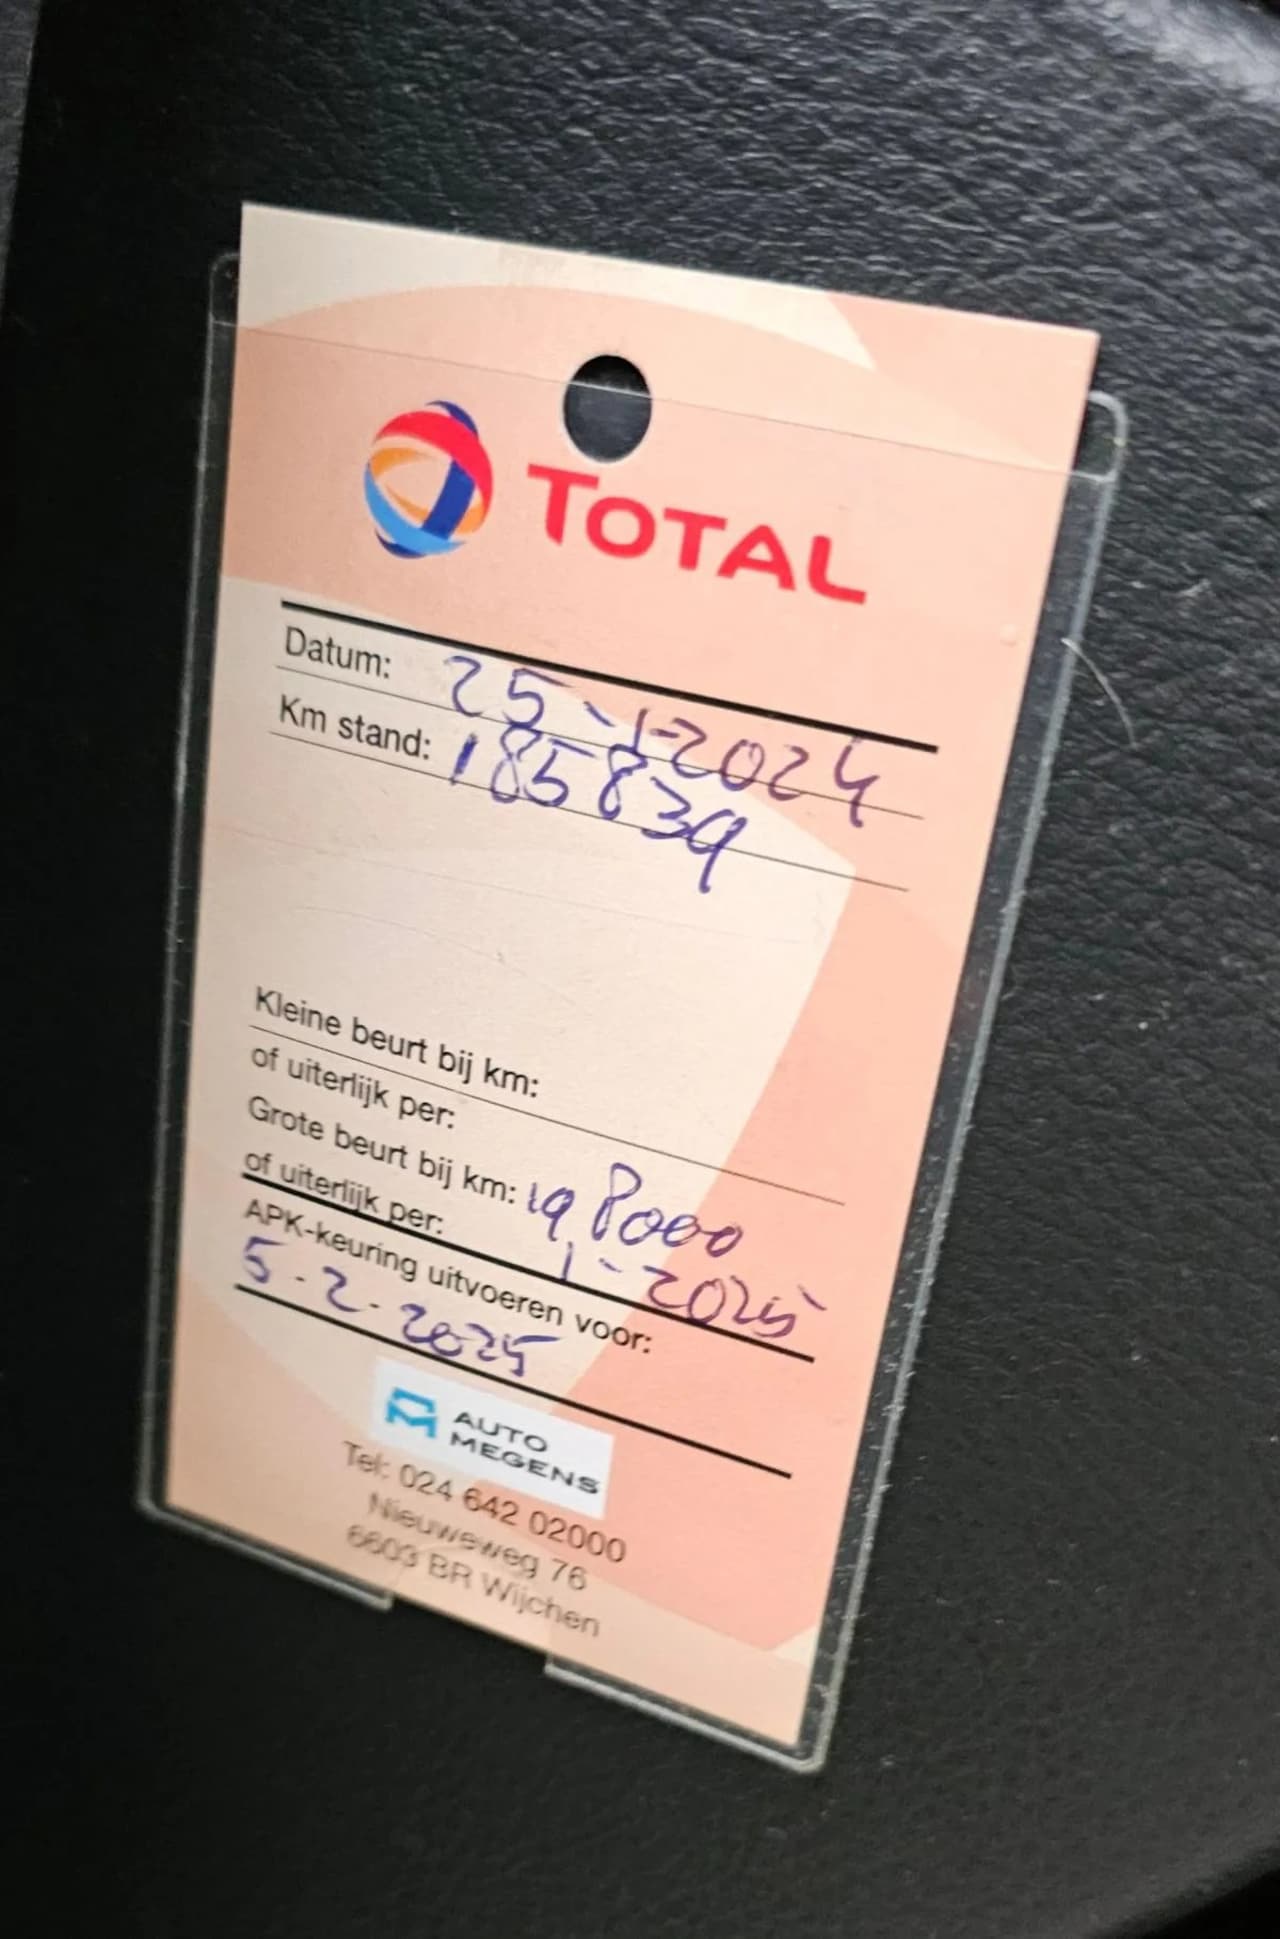 TOTAL
Datum: 25-1-2024
Km stand: 185839
Kleine beurt bij km:
of uiterlijk per:
Grote beurt bij km: 198000
of uiterlijk per: 1-2025
APK-keuring uitvoeren voor:
5-2-2025
AUTO
MEGENS
Tel: 024 642 02000
Nieuweweg 76
6603 BR Wijchen